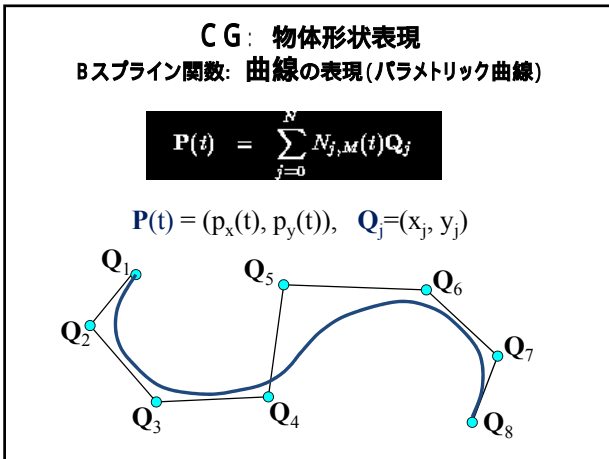 CG: 物体形状表現
Bスプライン関数: 曲線の表現(パラメトリック曲線)
P(t) = \sum_{j=0}^{N} N_{j,M}(t)Q_j
P(t) = (p_x(t), p_y(t)), Q_j=(x_j, y_j)
Q_1
Q_5
Q_6
Q_2
Q_7
Q_3
Q_4
Q_8